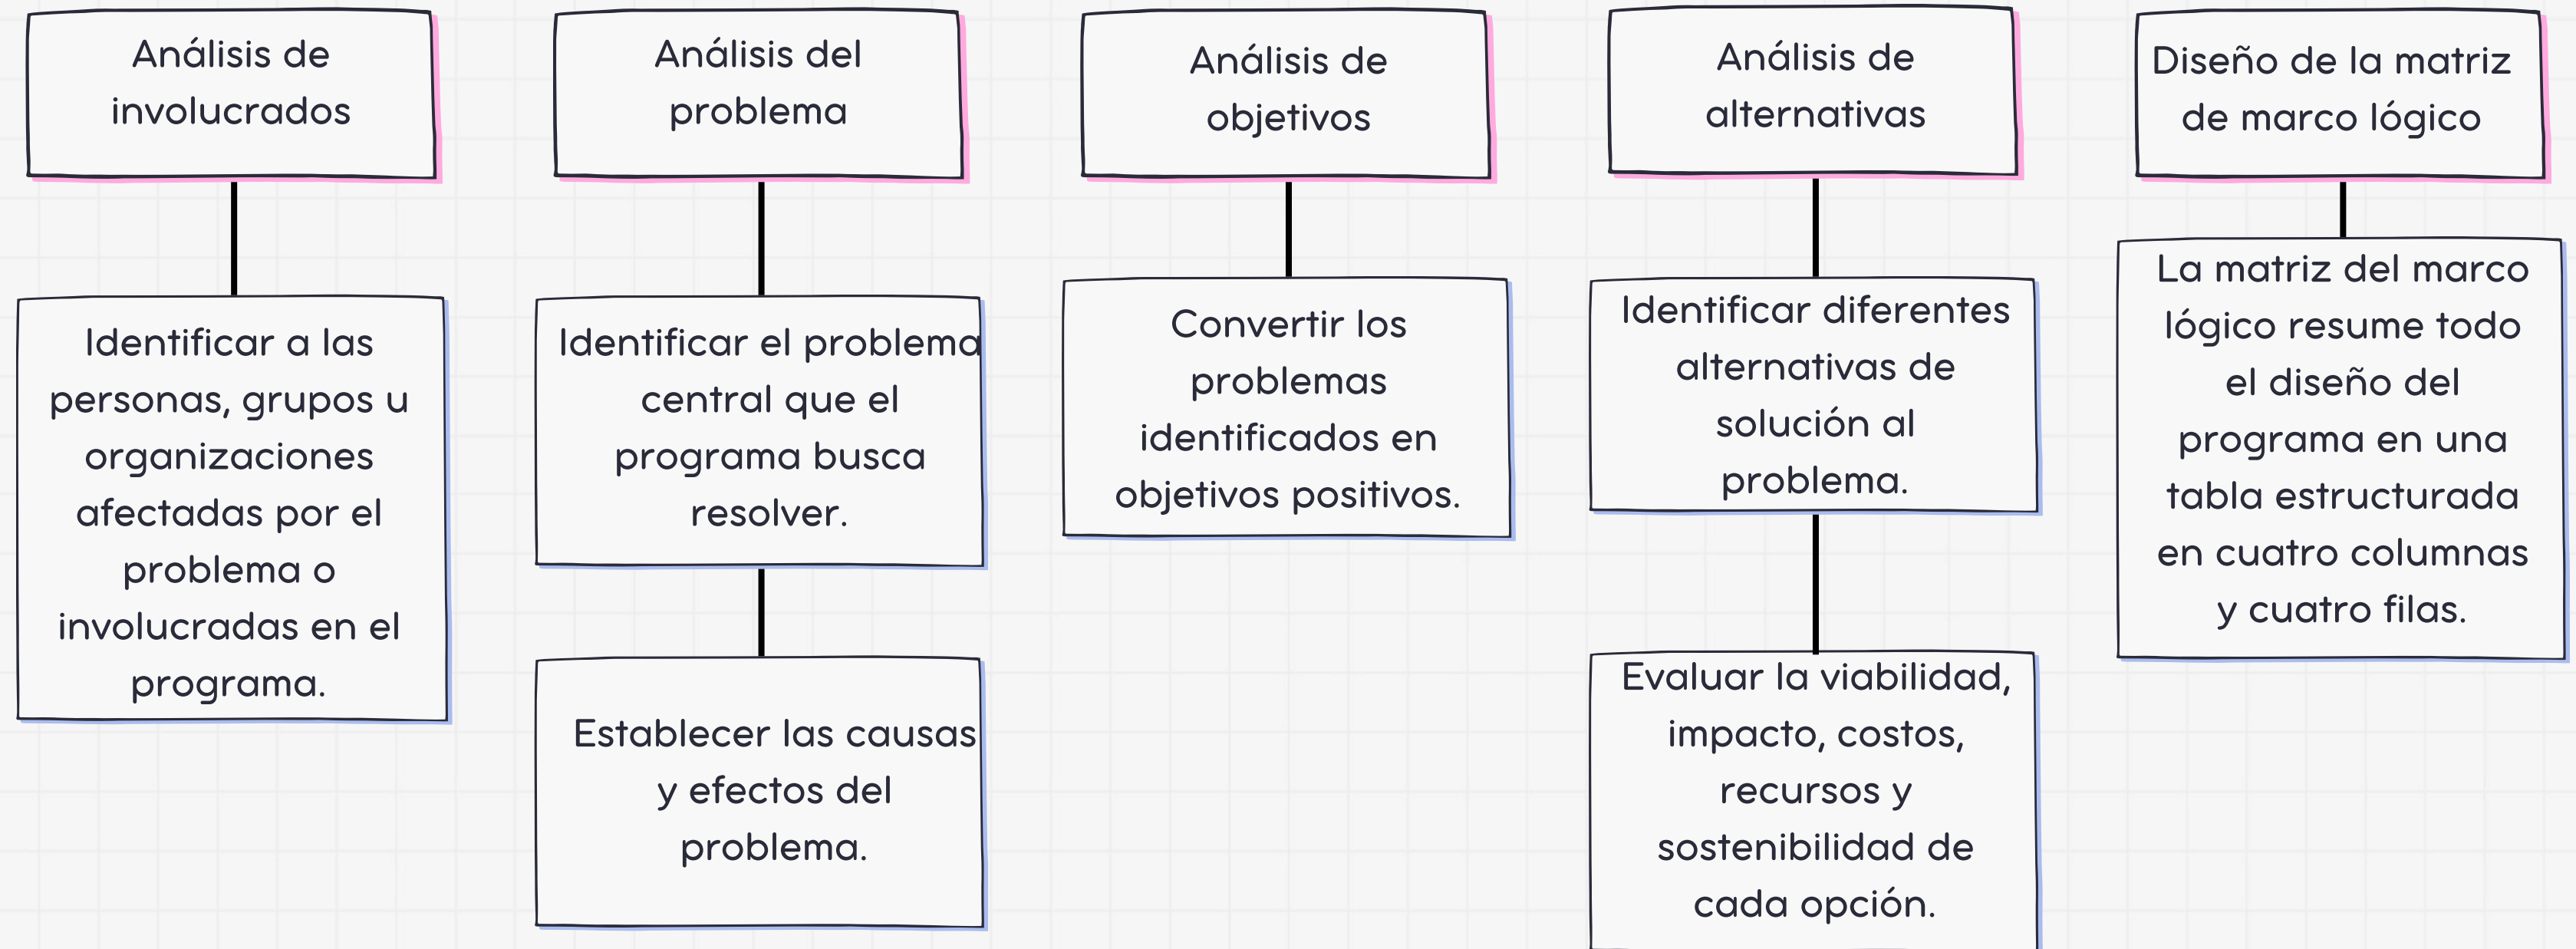 Análisis de
involucrados
Identificar a las
personas, grupos u
organizaciones
afectadas por el
problema o
involucradas en el
programa.
Análisis del
problema
Identificar el problema
central que el
programa busca
resolver.
Establecer las causas
y efectos del
problema.
Análisis de
objetivos
Convertir los
problemas
identificados en
objetivos positivos.
Análisis de
alternativas
Identificar diferentes
alternativas de
solución al
problema.
Evaluar la viabilidad,
impacto, costos,
recursos y
sostenibilidad de
cada opción.
Diseño de la matriz
de marco lógico
La matriz del marco
lógico resume todo
el diseño del
programa en una
tabla estructurada
en cuatro columnas
y cuatro filas.